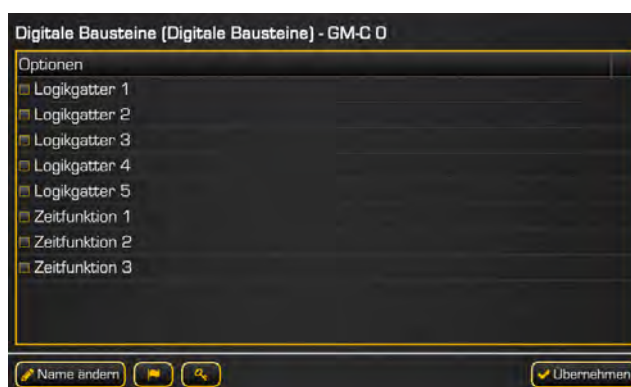 Digitale Bausteine (Digitale Bausteine) - GM-C 0
Optionen
Logikgatter 1
Logikgatter 2
Logikgatter 3
Logikgatter 4
Logikgatter 5
Zeitfunktion 1
Zeitfunktion 2
Zeitfunktion 3
Name ändern
Übernehmen